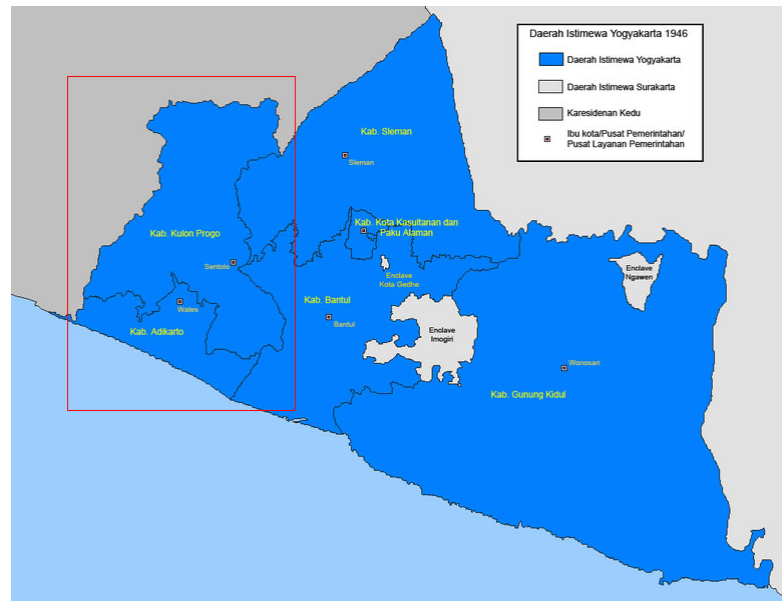 Daerah Istimewa Yogyakarta 1946
Daerah Istimewa Yogyakarta
Daerah Istimewa Surakarta
Karesidenan Kedu
Ibu kota/Pusat Pemerintahan/
Pusat Layanan Pemerintahan
Kab. Sleman
Sleman
Kab. Kota Kasultanan dan
Paku Alaman
Kab. Kulon Progo
Sentolo
Enclave
Kota Gedhe
Enclave
Ngawen
Kab. Bantul
Wates
Kab. Adikarto
Bantul
Enclave
Imogiri
Wonosari
Kab. Gunung Kidul